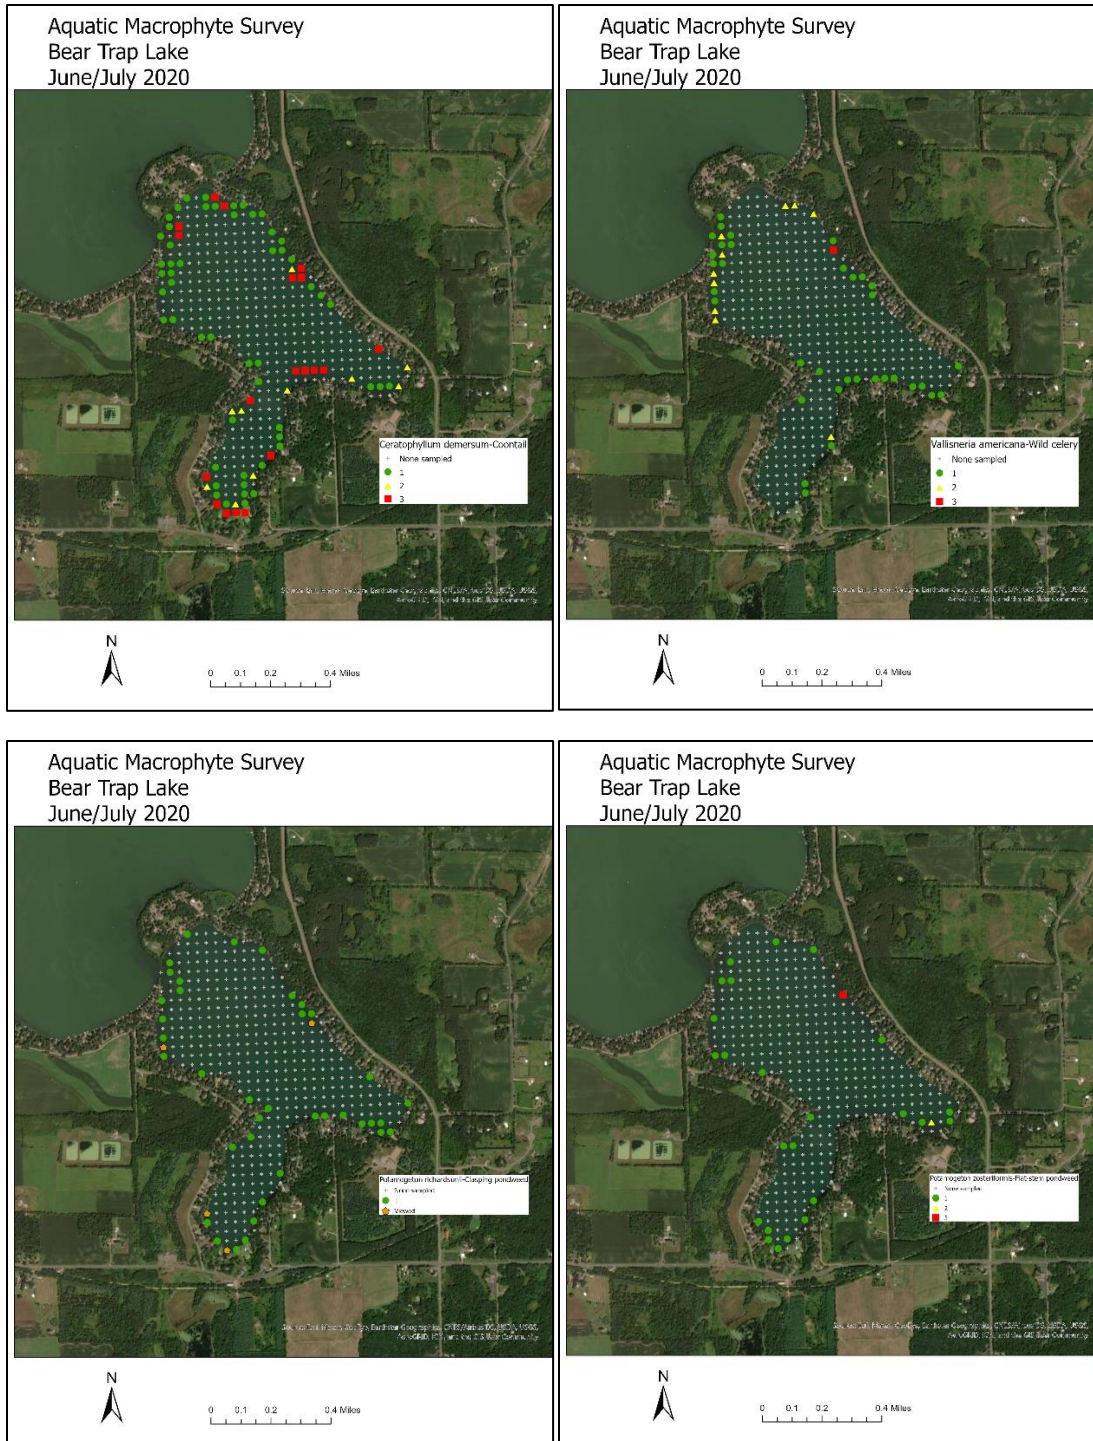 Aquatic Macrophyte Survey
Bear Trap Lake
June/July 2020
Ceratophyllum demersum-Coontail
None sampled
1
2
3
N
0 0.1 0.2 0.4 Miles
Aquatic Macrophyte Survey
Bear Trap Lake
June/July 2020
Vallisneria americana-Wild celery
None sampled
1
2
3
N
0 0.1 0.2 0.4 Miles
Aquatic Macrophyte Survey
Bear Trap Lake
June/July 2020
Potamogeton richardsonii-Clasping pondweed
None sampled
1
Viewed
N
0 0.1 0.2 0.4 Miles
Aquatic Macrophyte Survey
Bear Trap Lake
June/July 2020
Potamogeton zosteriformis-Flat-stem pondweed
None sampled
1
2
3
N
0 0.1 0.2 0.4 Miles